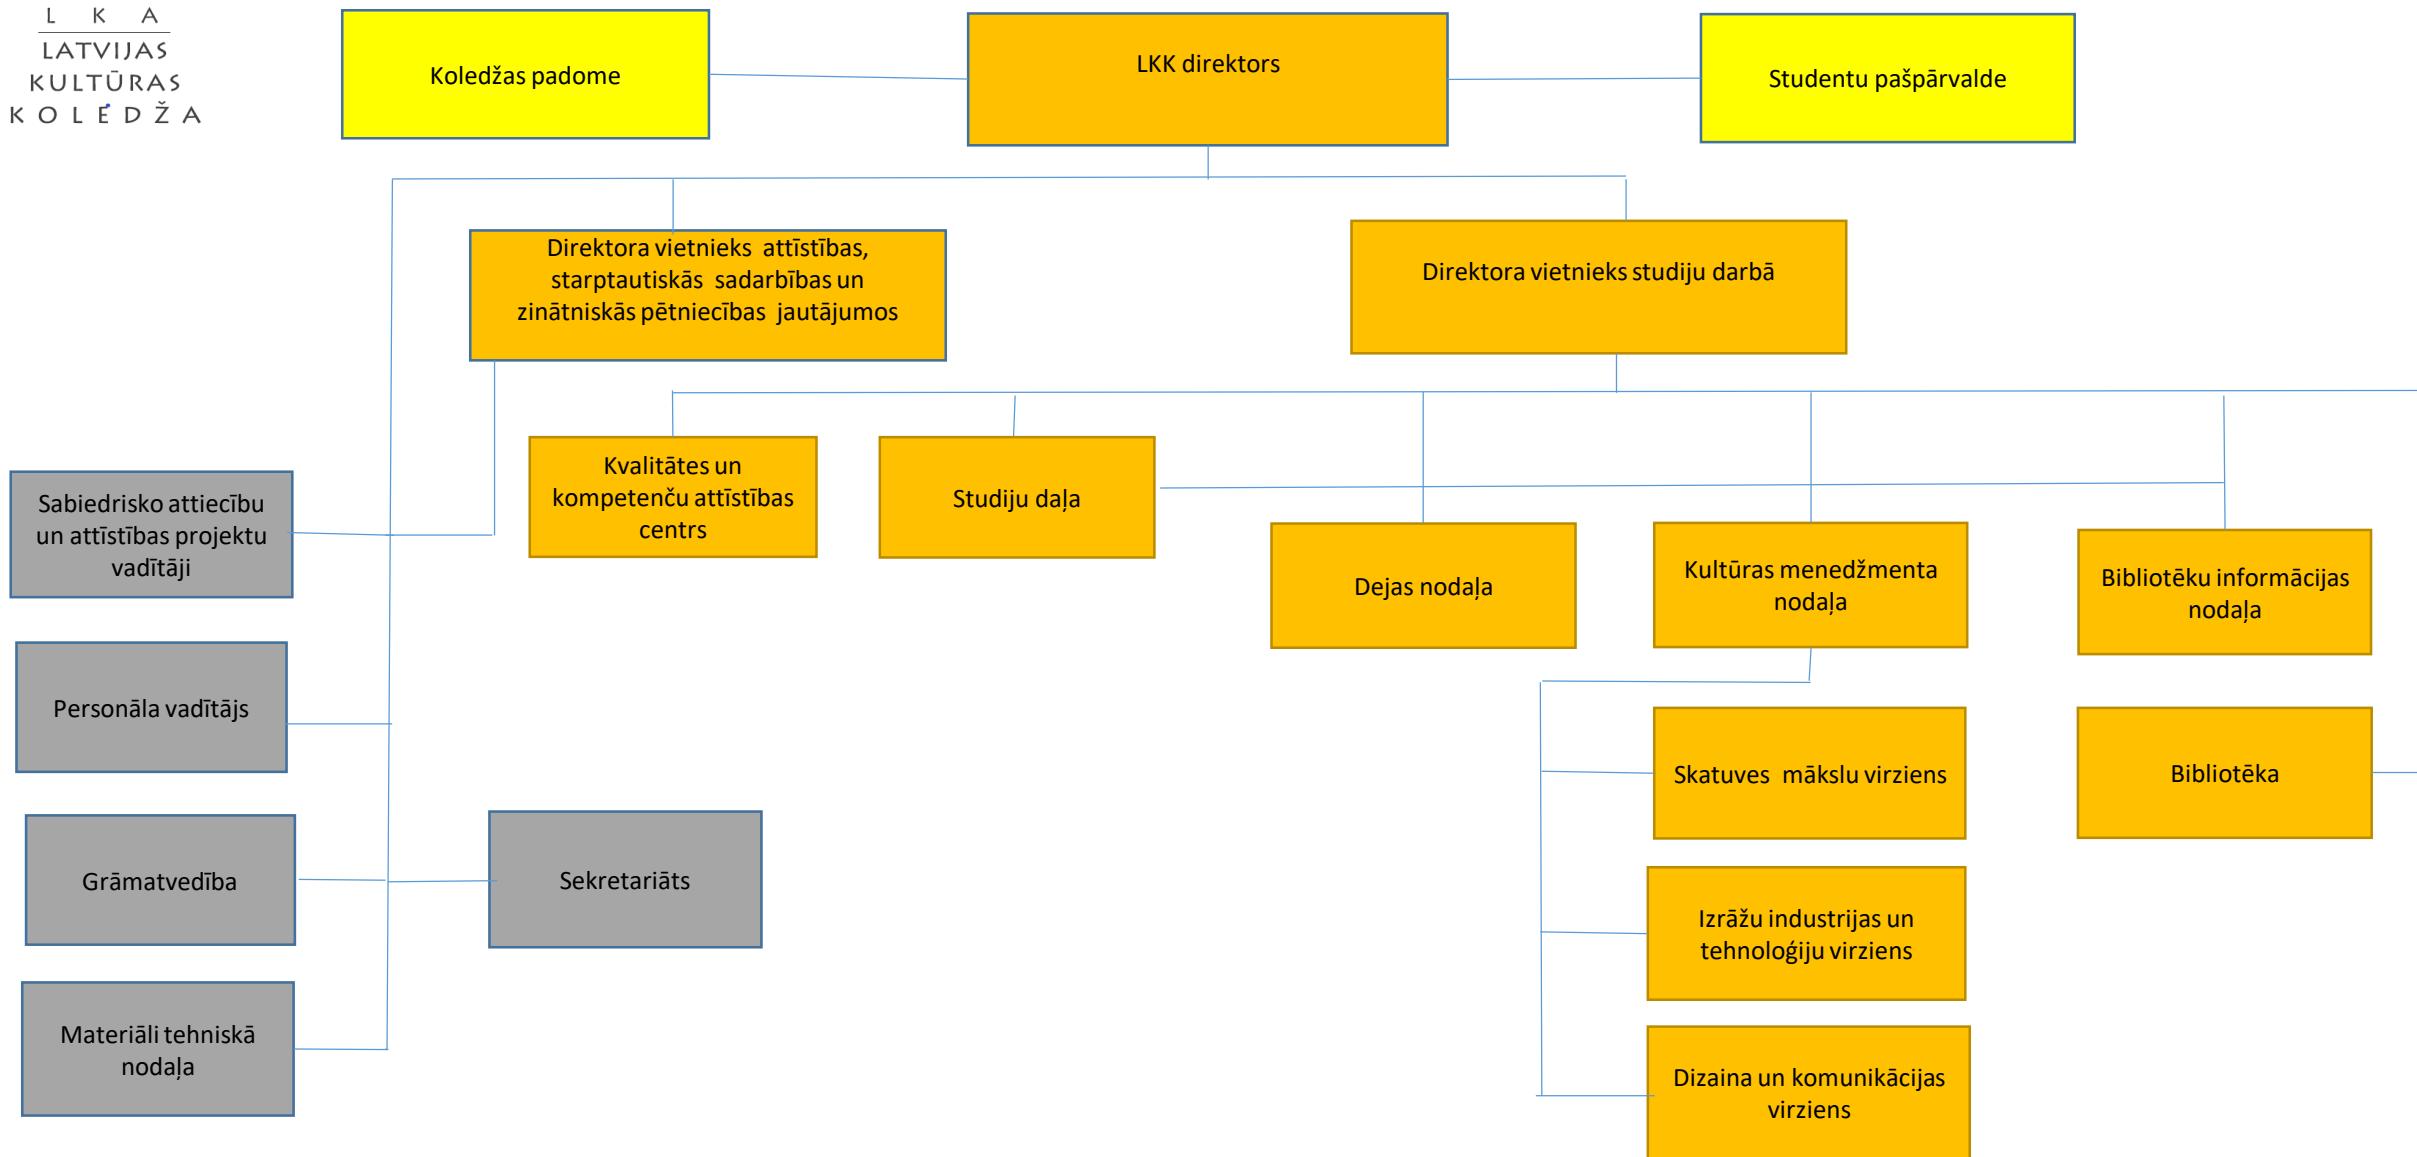 L K A
LATVIJAS
KULTŪRAS
KOLEDŽA
Koledžas padome
LKK direktors
Studentu pašpārvalde
Direktora vietnieks attīstības,
starptautiskās sadarbības un
zinātniskās pētniecības jautājumos
Direktora vietnieks studiju darbā
Kvalitātes un
kompetenču attīstības
centrs
Studiju daļa
Dejas nodaļa
Kultūras menedžmenta
nodaļa
Bibliotēku informācijas
nodaļa
Sabiedrisko attiecību
un attīstības projektu
vadītāji
Personāla vadītājs
Skatuves mākslu virziens
Bibliotēka
Grāmatvedība
Sekretariāts
Izrāžu industrijas un
tehnoloģiju virziens
Materiāli tehniskā
nodaļa
Dizaina un komunikācijas
virziens